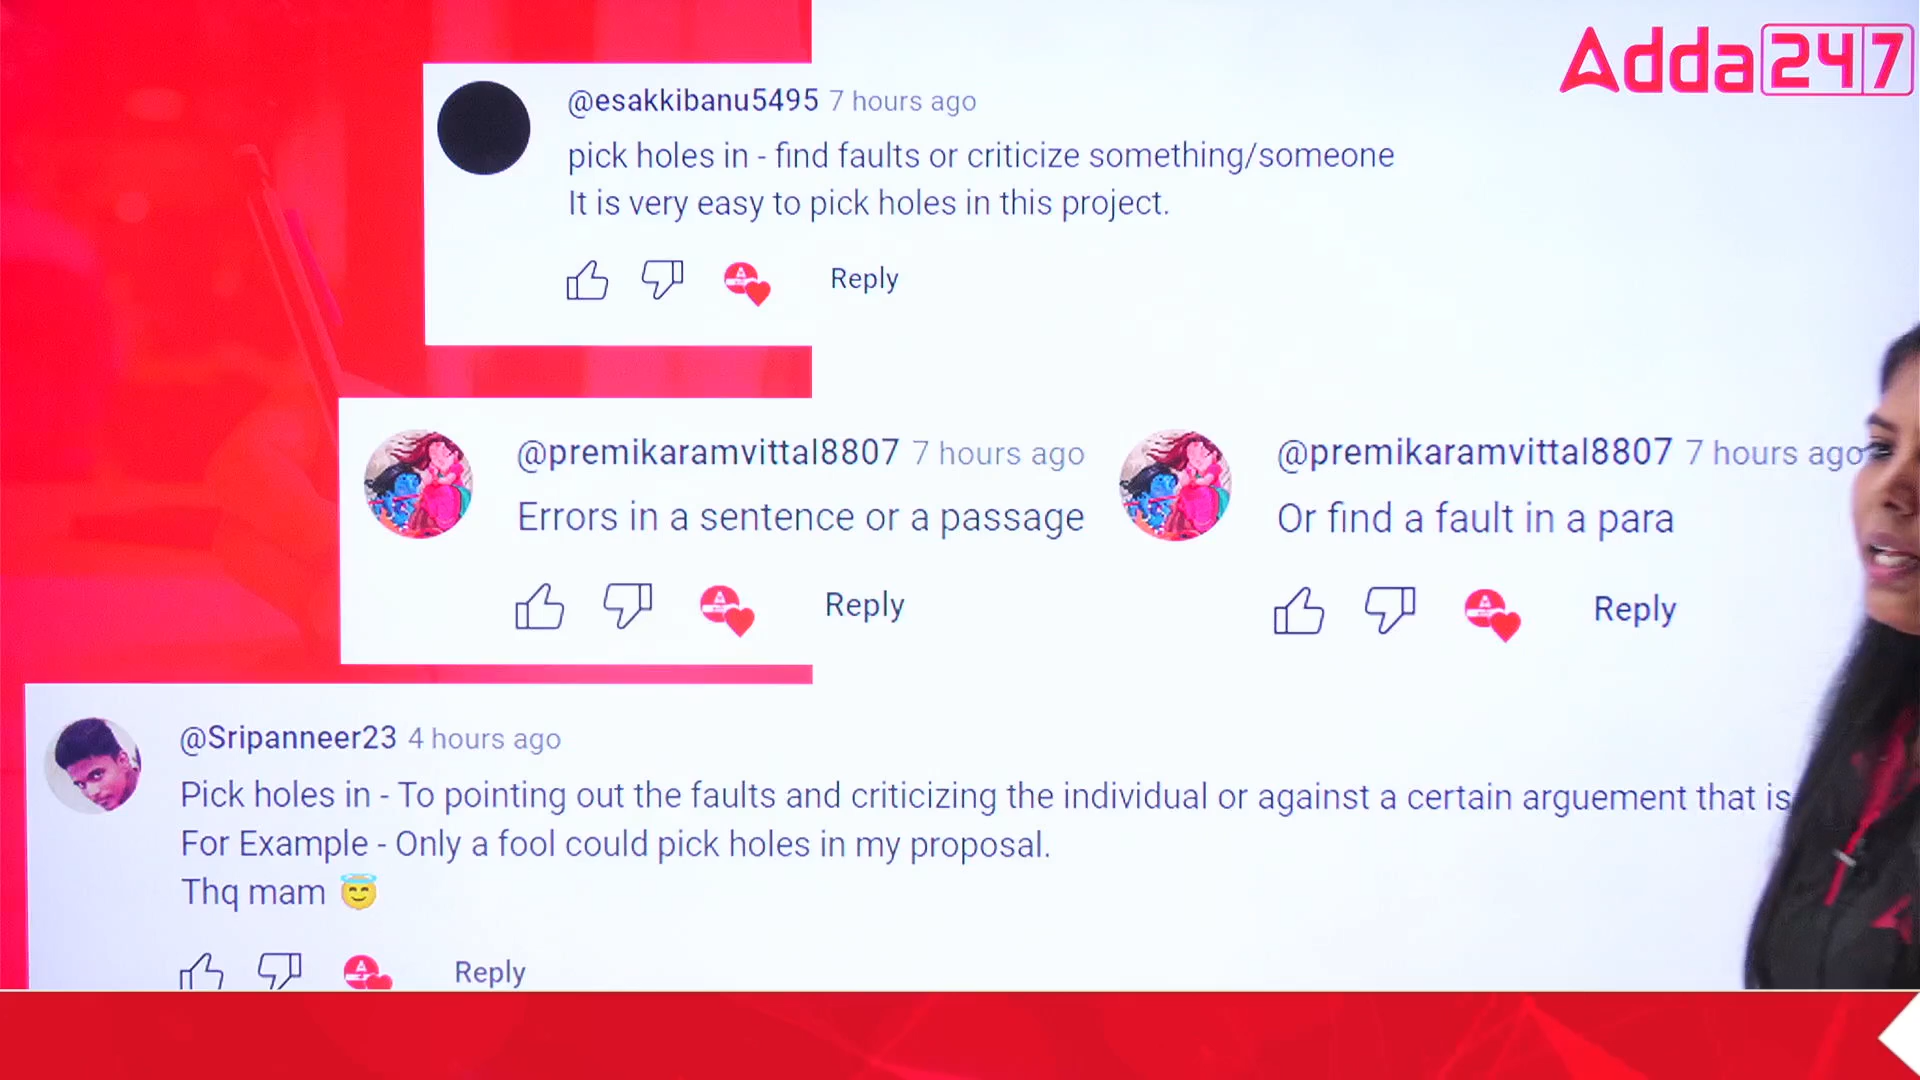 Adda247
@esakkibanu5495 7 hours ago
pick holes in - find faults or criticize something/someone
It is very easy to pick holes in this project.
Reply
@premikaramvittal8807 7 hours ago
Errors in a sentence or a passage
Reply
@premikaramvittal8807 7 hours ago
Or find a fault in a para
Reply
@Sripanneer23 4 hours ago
Pick holes in - To pointing out the faults and criticizing the individual or against a certain arguement that is
For Example - Only a fool could pick holes in my proposal.
Thq mam 😇
Reply